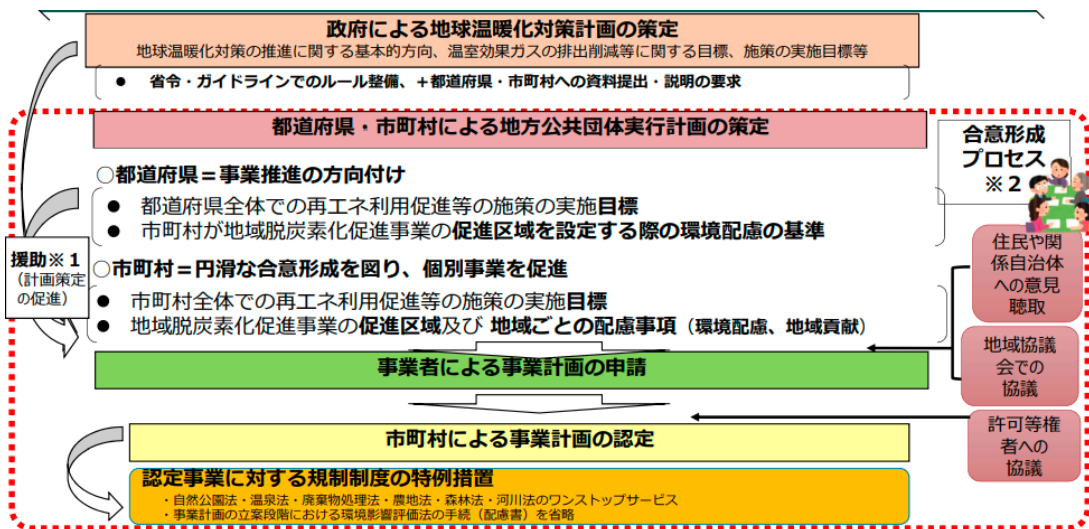 政府による地球温暖化対策計画の策定
地球温暖化対策の推進に関する基本的方向、温室効果ガスの排出削減等に関する目標、施策の実施目標等
● 省令・ガイドラインでのルール整備、＋都道府県・市町村への資料提出・説明の要求
都道府県・市町村による地方公共団体実行計画の策定
合意形成
プロセス
※２
○都道府県＝事業推進の方向付け
● 都道府県全体での再エネ利用促進等の施策の実施目標
● 市町村が地域脱炭素化促進事業の促進区域を設定する際の環境配慮の基準
援助※１
（計画策定
の促進）
○市町村＝円滑な合意形成を図り、個別事業を促進
● 市町村全体での再エネ利用促進等の施策の実施目標
● 地域脱炭素化促進事業の促進区域及び 地域ごとの配慮事項（環境配慮、地域貢献）
住民や関
係自治体
への意見
聴取
事業者による事業計画の申請
地域協議
会での
協議
許可等権
者への
協議
市町村による事業計画の認定
認定事業に対する規制制度の特例措置
・自然公園法・温泉法・廃棄物処理法・農地法・森林法・河川法のワンストップサービス
・事業計画の立案段階における環境影響評価法の手続（配慮書）を省略